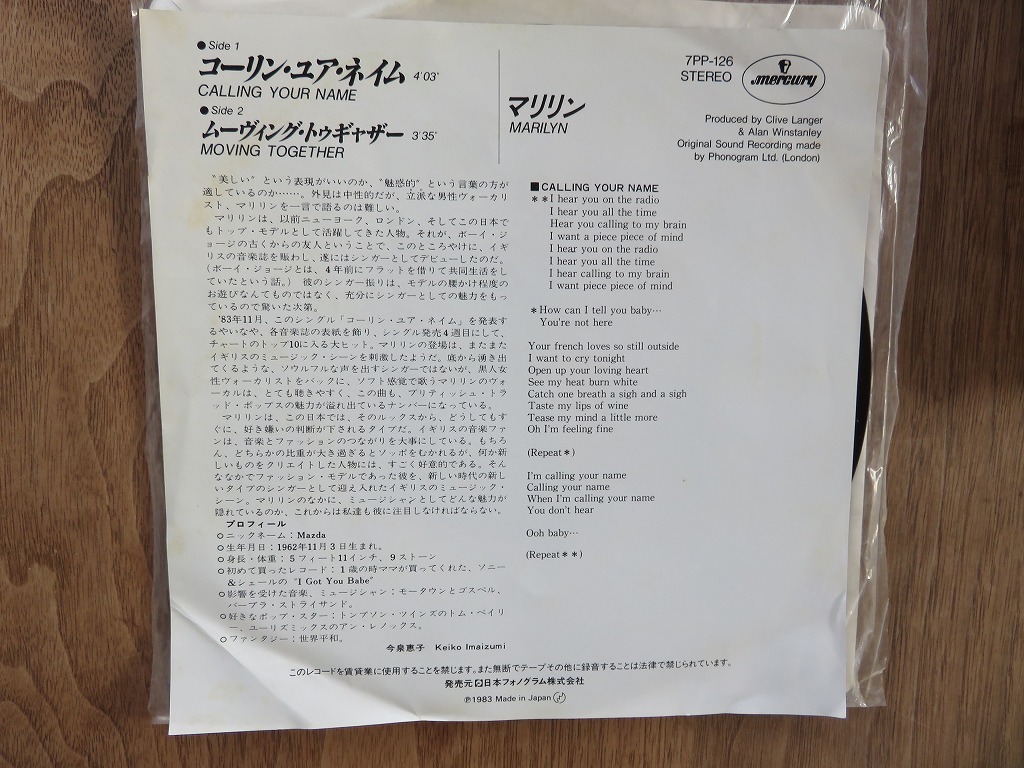 ●Side 1
コーリン・ユア・ネイム 4'03"
CALLING YOUR NAME
●Side 2
ムーヴィング・トゥギャザー 3'35"
MOVING TOGETHER
マリリン
MARILYN
7PP-126
STEREO
mercury
Produced by Clive Langer
& Alan Winstanley
Original Sound Recording made
by Phonogram Ltd. (London)
〝美しい〟という表現がいいのか、〝魅惑的〟という言葉の方が
適しているのか……。外見は中性的だが、立派な男性ヴォーカリ
スト、マリリンを一言で語るのは難しい。
マリリンは、以前ニューヨーク、ロンドン、そしてこの日本で
もトップ・モデルとして活躍してきた人物。それが、ボーイ・ジ
ョージの古くからの友人ということで、このところやけに、イギ
リスの音楽誌を賑わし、遂にはシンガーとしてデビューしたのだ。
(ボーイ・ジョージとは、4年前にフラットを借りて共同生活をし
ていたという話。) 彼のシンガー振りは、モデルの腰かけ程度の
お遊びなんてものではなく、充分にシンガーとしての魅力をもっ
ているので驚いた次第。
'83年11月、このシングル「コーリン・ユア・ネイム」を発表す
るやいなや、各音楽誌の表紙を飾り、シングル発売4週目にして、
チャートのトップ10に入る大ヒット。マリリンの登場は、またまた
イギリスのミュージック・シーンを刺激したようだ。底から湧き出
てくるような、ソウルフルな声を出すシンガーではないが、黒人女
性ヴォーカリストをバックに、ソフト感覚で歌うマリリンのヴォ
ーカルは、とても聴きやすく、この曲も、ブリティッシュ・トラ
ッド・ポップスの魅力が溢れ出ているナンバーになっている。
マリリンは、この日本では、そのルックスから、どうしてもす
ぐに、好き嫌いの判断が下されるタイプだ。イギリスの音楽ファ
ンは、音楽とファッションのつながりを大事にしている。もちろ
ん、どちらかの比重が大き過ぎるとソッポをむかれるが、何か新
しいものをクリエイトした人物には、すごく好意的である。そん
ななかでファッション・モデルであった彼を、新しい時代の新し
いタイプのシンガーとして迎え入れたイギリスのミュージック・
シーン。マリリンのなかに、ミュージシャンとしてどんな魅力が
隠れているのか、これからは私達も彼に注目しなければならない。
プロフィール
○ニックネーム：Mazda
○生年月日：1962年11月3日生まれ。
○身長・体重：5フィート11インチ、9ストーン
○初めて買ったレコード：1歳の時ママが買ってくれた、ソニー
&シェールの "I Got You Babe"
○影響を受けた音楽、ミュージシャン：モータウンとゴスペル、
バーブラ・ストライサンド。
○好きなポップ・スター：トンプソン・ツインズのトム・ベイリ
ー、ユーリズミックスのアン・レノックス。
○ファンタジー：世界平和。
今泉恵子 Keiko Imaizumi
■CALLING YOUR NAME
＊＊I hear you on the radio
I hear you all the time
Hear you calling to my brain
I want a piece piece of mind
I hear you on the radio
I hear you all the time
I hear calling to my brain
I want piece piece of mind
＊How can I tell you baby…
You're not here
Your french loves so still outside
I want to cry tonight
Open up your loving heart
See my heat burn white
Catch one breath a sigh and a sigh
Taste my lips of wine
Tease my mind a little more
Oh I'm feeling fine
(Repeat＊)
I'm calling your name
Calling your name
When I'm calling your name
You don't hear
Ooh baby…
(Repeat＊＊)
このレコードを賃貸業に使用することを禁じます。また無断でテープその他に録音することは法律で禁じられています。
発売元 日本フォノグラム株式会社
℗1983 Made in Japan